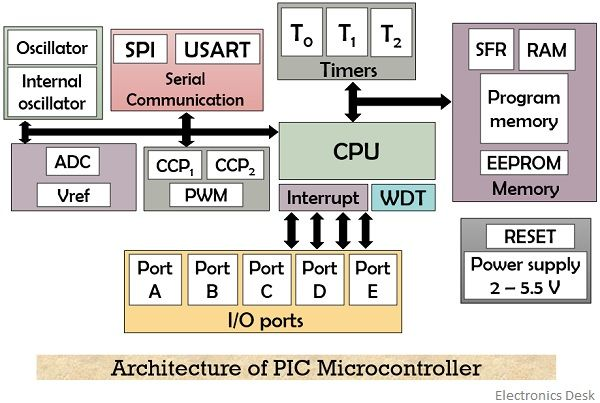 Oscillator
Internal
oscillator
SPI
USART
Serial
Communication
T₀
T₁
T₂
Timers
SFR
RAM
Program
memory
EEPROM
Memory
ADC
Vref
CCP₁
CCP₂
PWM
CPU
Interrupt
WDT
RESET
Power supply
2 – 5.5 V
Port
A
Port
B
Port
C
Port
D
Port
E
I/O ports
Architecture of PIC Microcontroller
Electronics Desk